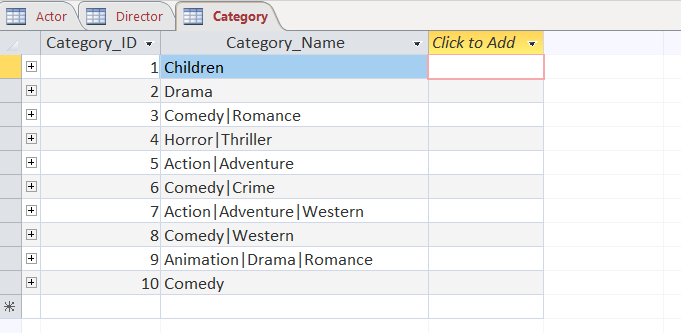 Actor Director Category
Category_ID Category_Name Click to Add
1 Children
2 Drama
3 Comedy|Romance
4 Horror|Thriller
5 Action|Adventure
6 Comedy|Crime
7 Action|Adventure|Western
8 Comedy|Western
9 Animation|Drama|Romance
10 Comedy